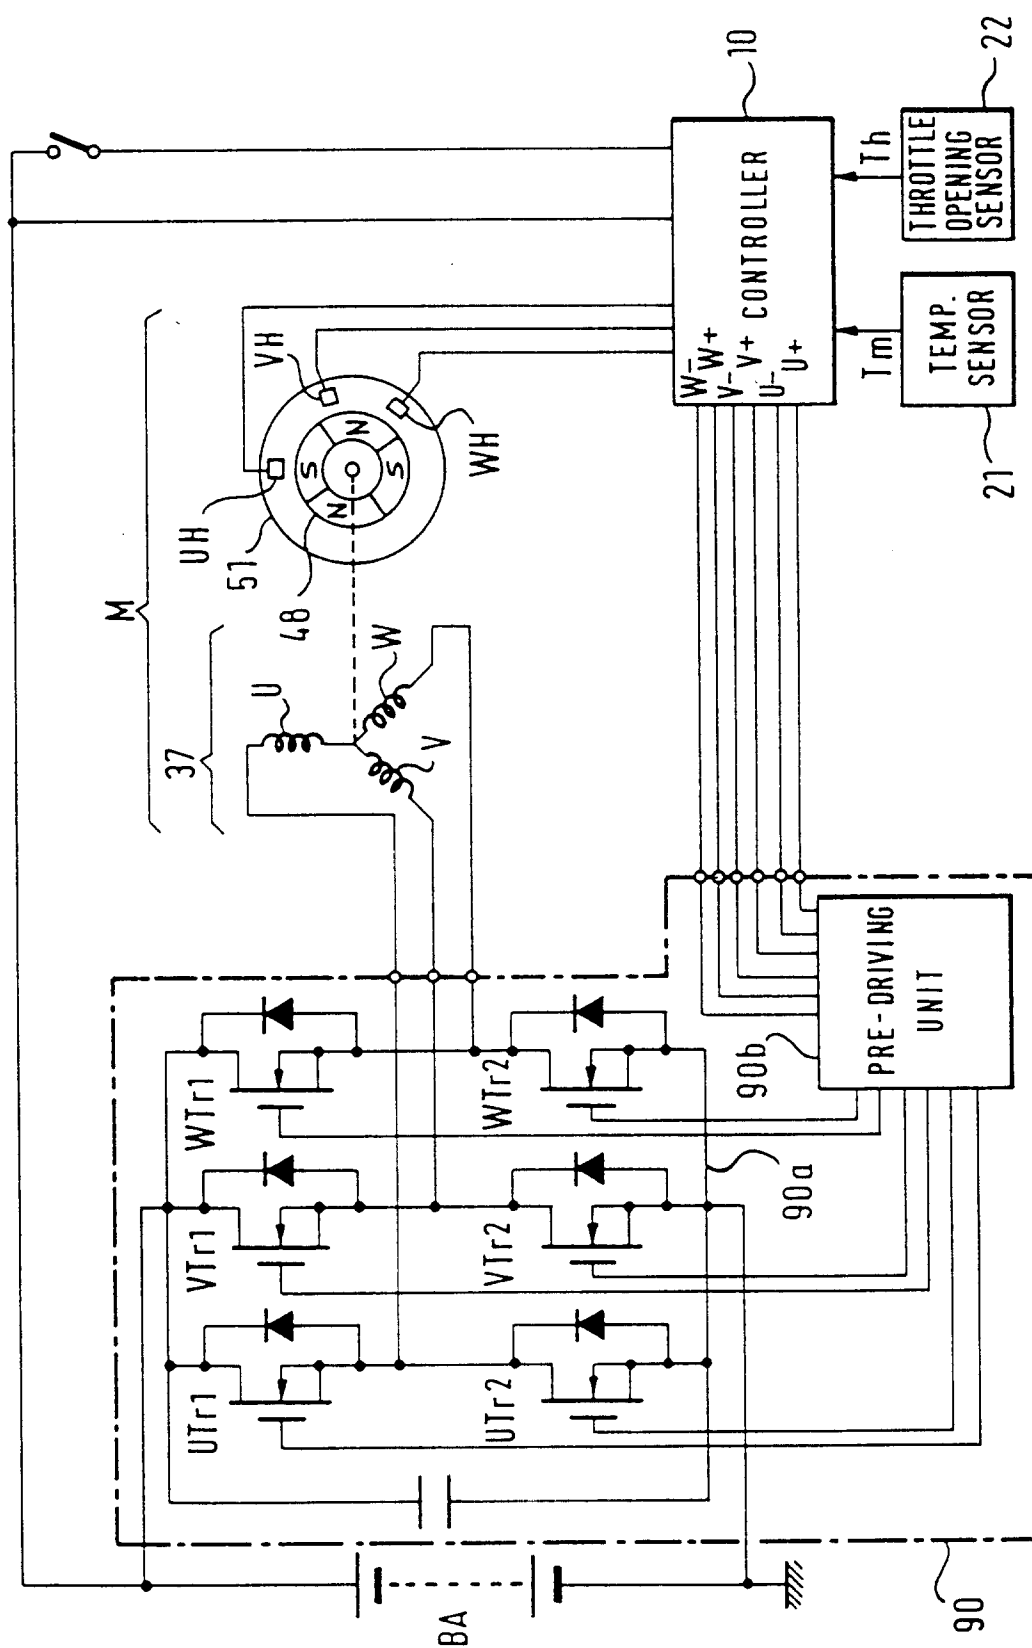 M
37
U
V
W
UH
51
48
VH
WH
S
N
S
N
10
W-
W+
V-
V+
U-
U+
CONTROLLER
Tm
Th
TEMP.
SENSOR
21
THROTTLE
OPENING
SENSOR
22
BA
UTr1
VTr1
WTr1
UTr2
VTr2
WTr2
90a
90b
PRE-DRIVING
UNIT
90